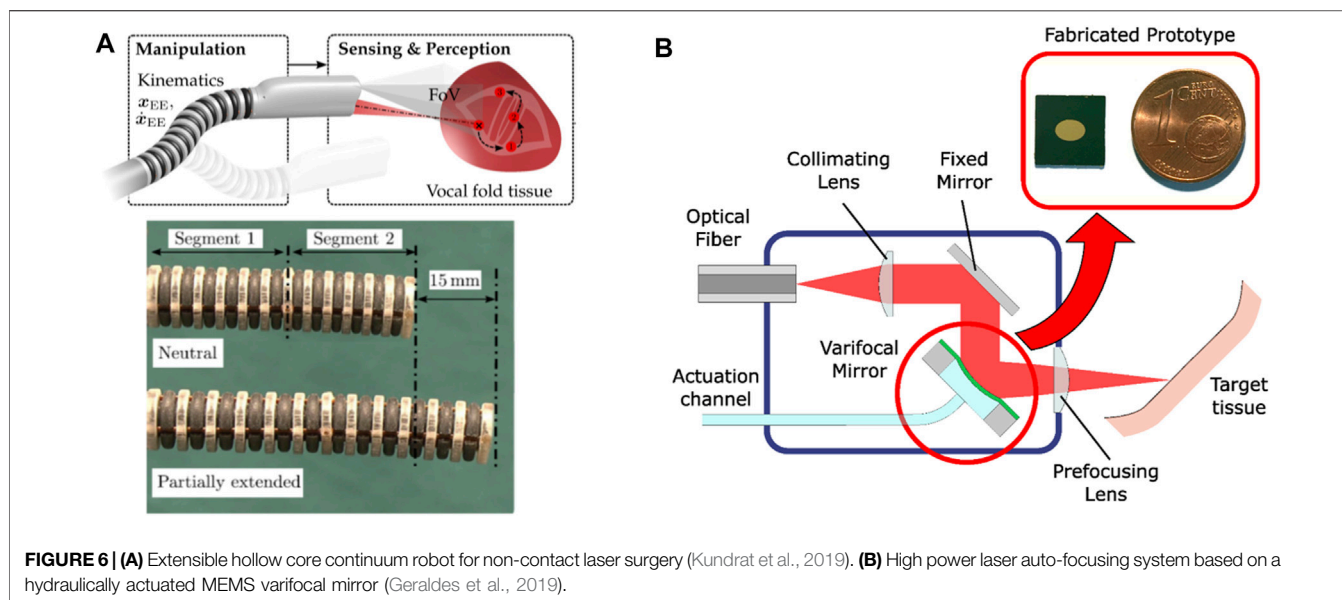 A
Manipulation
Sensing & Perception
Kinematics
x_EE,
ẋ_EE
FoV
Vocal fold tissue
Segment 1
Segment 2
15 mm
Neutral
Partially extended
B
Fabricated Prototype
1
Collimating
Lens
Fixed
Mirror
Optical
Fiber
Varifocal
Mirror
Actuation
channel
Target
tissue
Prefocusing
Lens
FIGURE 6 | (A) Extensible hollow core continuum robot for non-contact laser surgery (Kundrat et al., 2019). (B) High power laser auto-focusing system based on a
hydraulically actuated MEMS varifocal mirror (Geraldes et al., 2019).